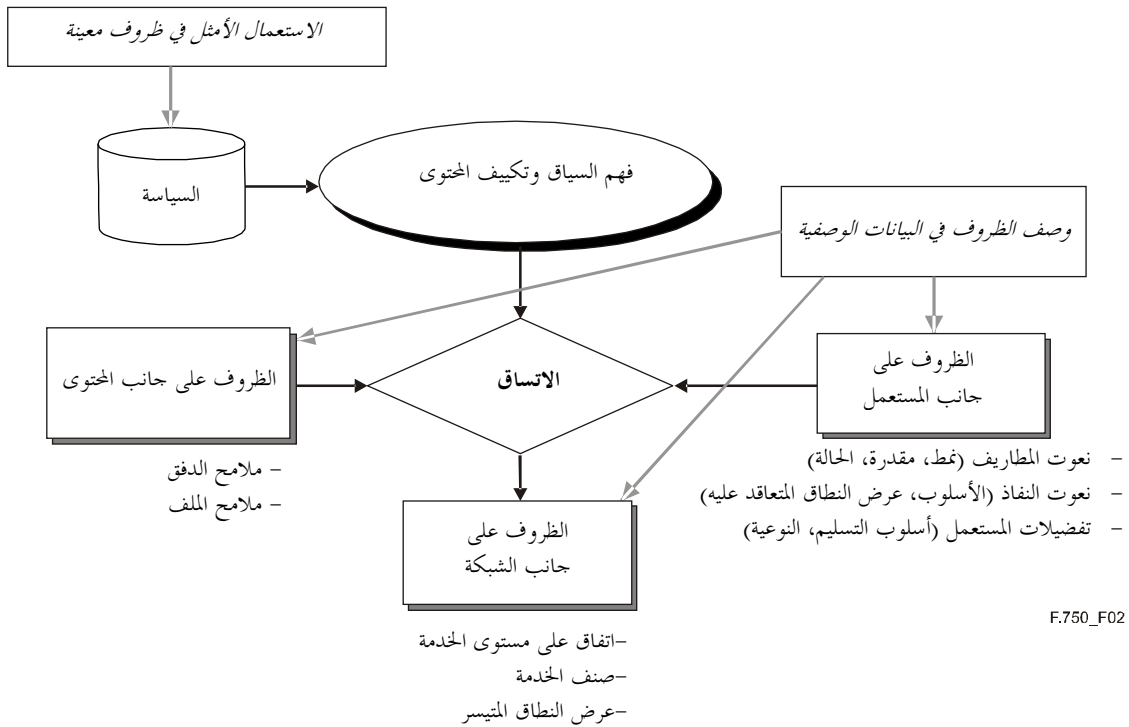 الاستعمال الأمثل في ظروف معينة
فهم السياق وتكييف المحتوى
السياسة
وصف الظروف في البيانات الوصفية
الظروف على
جانب المستعمل
الاتساق
الظروف على جانب المحتوى
– نعوت المطاريف (نمط، مقدرة، الحالة)
– نعوت النفاذ (الأسلوب، عرض النطاق المتعاقد عليه)
– تفضيلات المستعمل (أسلوب التسليم، النوعية)
– ملامح الدفق
– ملامح الملف
الظروف على
جانب الشبكة
–اتفاق على مستوى الخدمة
–صنف الخدمة
–عرض النطاق المتيسر
F.750_F02